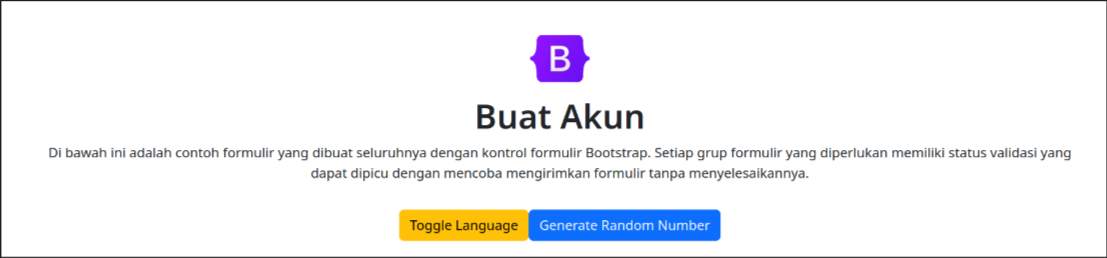 B
Buat Akun
Di bawah ini adalah contoh formulir yang dibuat seluruhnya dengan kontrol formulir Bootstrap. Setiap grup formulir yang diperlukan memiliki status validasi yang
dapat dipicu dengan mencoba mengirimkan formulir tanpa menyelesaikannya.
Toggle Language Generate Random Number